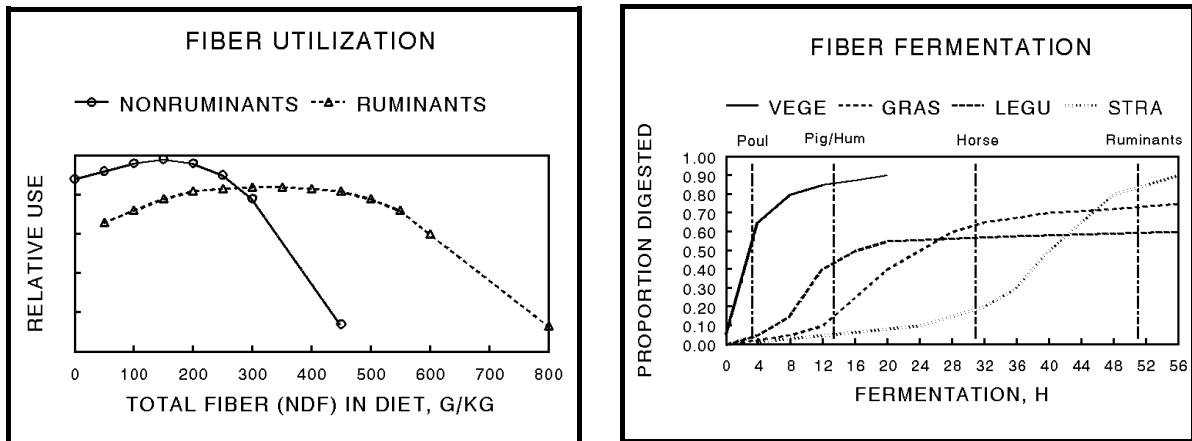 FIBER UTILIZATION
NONRUMINANTS RUMINANTS
RELATIVE USE
0 100 200 300 400 500 600 700 800
TOTAL FIBER (NDF) IN DIET, G/KG
FIBER FERMENTATION
VEGE GRAS LEGU STRA
Poul Pig/Hum Horse Ruminants
PROPORTION DIGESTED
1.00
0.90
0.80
0.70
0.60
0.50
0.40
0.30
0.20
0.10
0.00
0 4 8 12 16 20 24 28 32 36 40 44 48 52 56
FERMENTATION, H